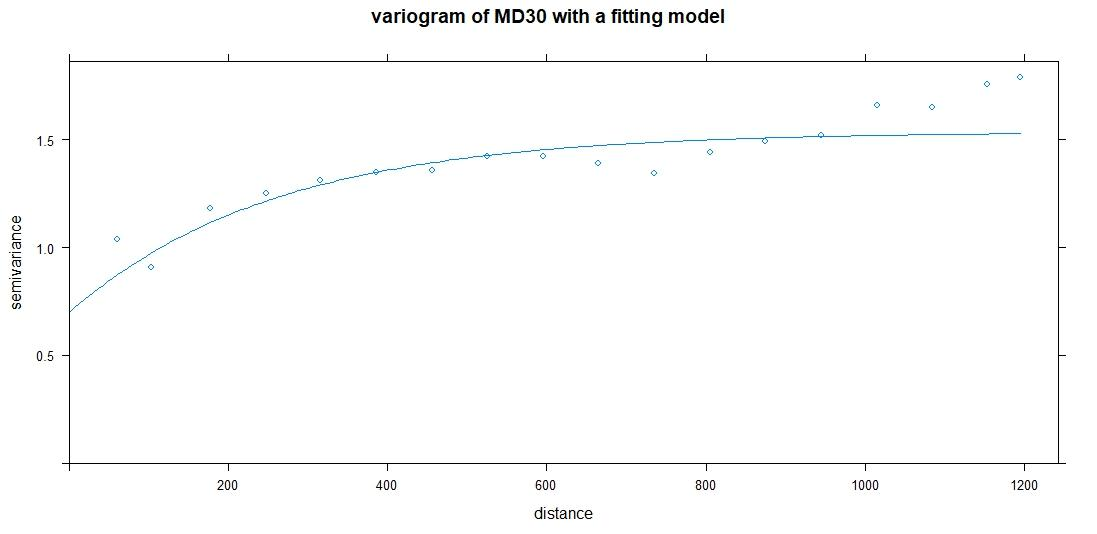 variogram of MD30 with a fitting model
semivariance
1.5
1.0
0.5
200 400 600 800 1000 1200
distance